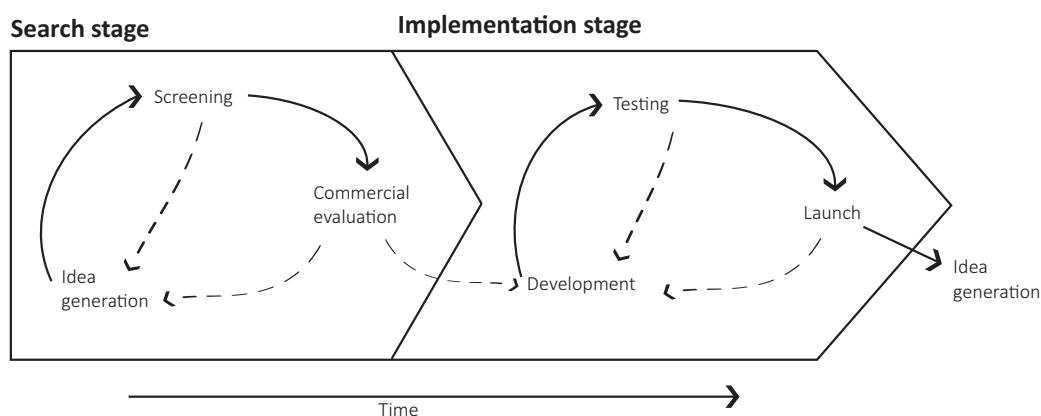 Search stage
Implementation stage
Screening
Commercial
evaluation
Idea
generation
Testing
Launch
Development
Idea
generation
Time